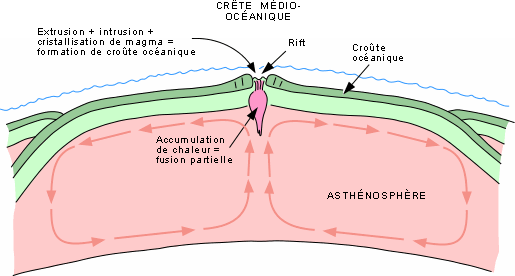 CRÊTE MÉDIO-
OCÉANIQUE
Extrusion + intrusion +
cristallisation de magma =
formation de croûte océanique
Rift
Croûte
océanique
Accumulation
de chaleur =
fusion partielle
ASTHÉNOSPHÈRE